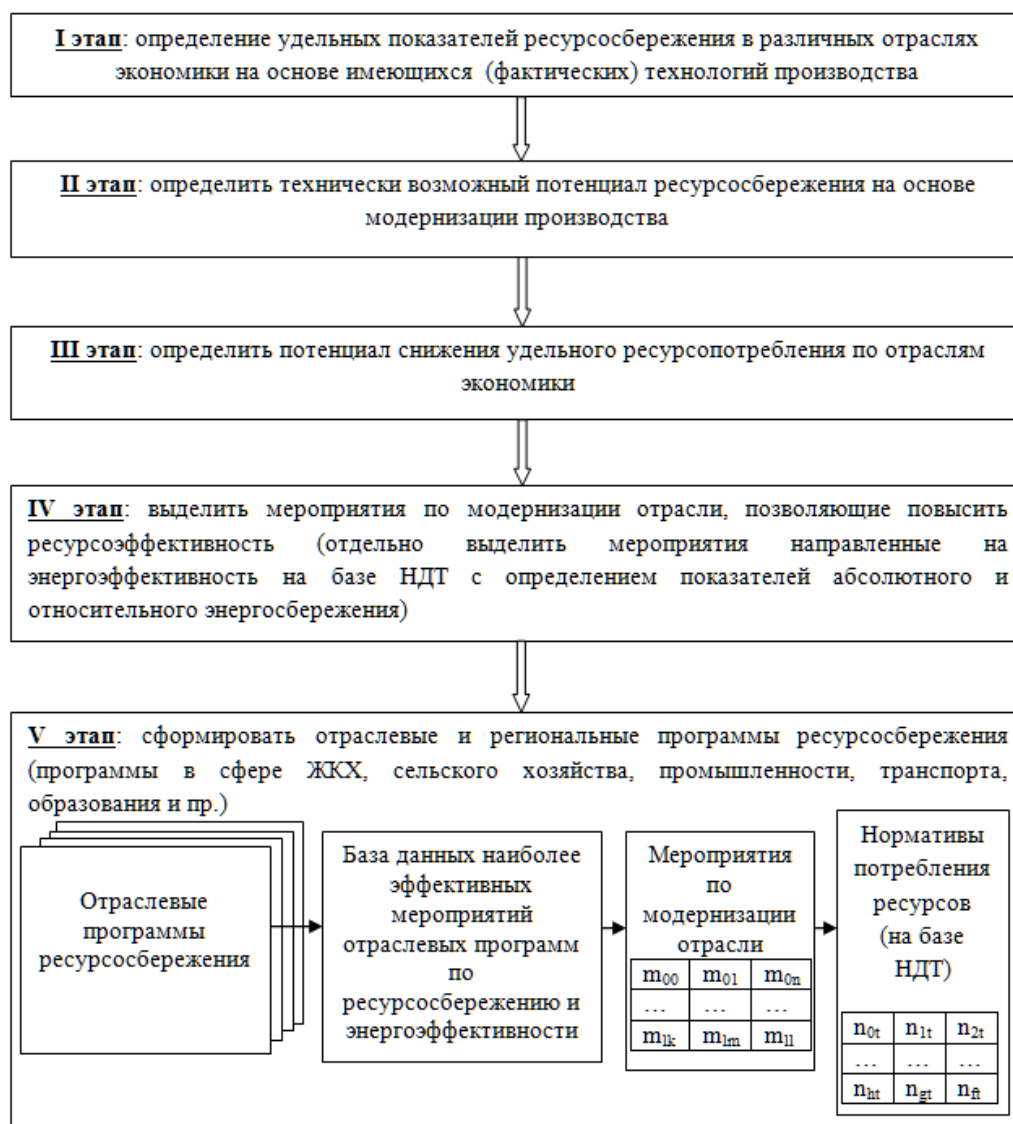 I этап: определение удельных показателей ресурсосбережения в различных отраслях
экономики на основе имеющихся (фактических) технологий производства
II этап: определить технически возможный потенциал ресурсосбережения на основе
модернизации производства
III этап: определить потенциал снижения удельного ресурсопотребления по отраслям
экономики
IV этап: выделить мероприятия по модернизации отрасли, позволяющие повысить
ресурсоэффективность (отдельно выделить мероприятия направленные на
энергоэффективность на базе НДТ с определением показателей абсолютного и
относительного энергосбережения)
V этап: сформировать отраслевые и региональные программы ресурсосбережения
(программы в сфере ЖКХ, сельского хозяйства, промышленности, транспорта,
образования и пр.)
Отраслевые
программы
ресурсосбережения
База данных наиболее
эффективных
мероприятий
отраслевых программ
по
ресурсосбережению и
энергоэффективности
Мероприятия
по
модернизации
отрасли
m00 m01 m0n
... ... ...
mlk mlm mll
Нормативы
потребления
ресурсов
(на базе
НДТ)
n0t n1t n2t
... ... ...
nht ngt nft